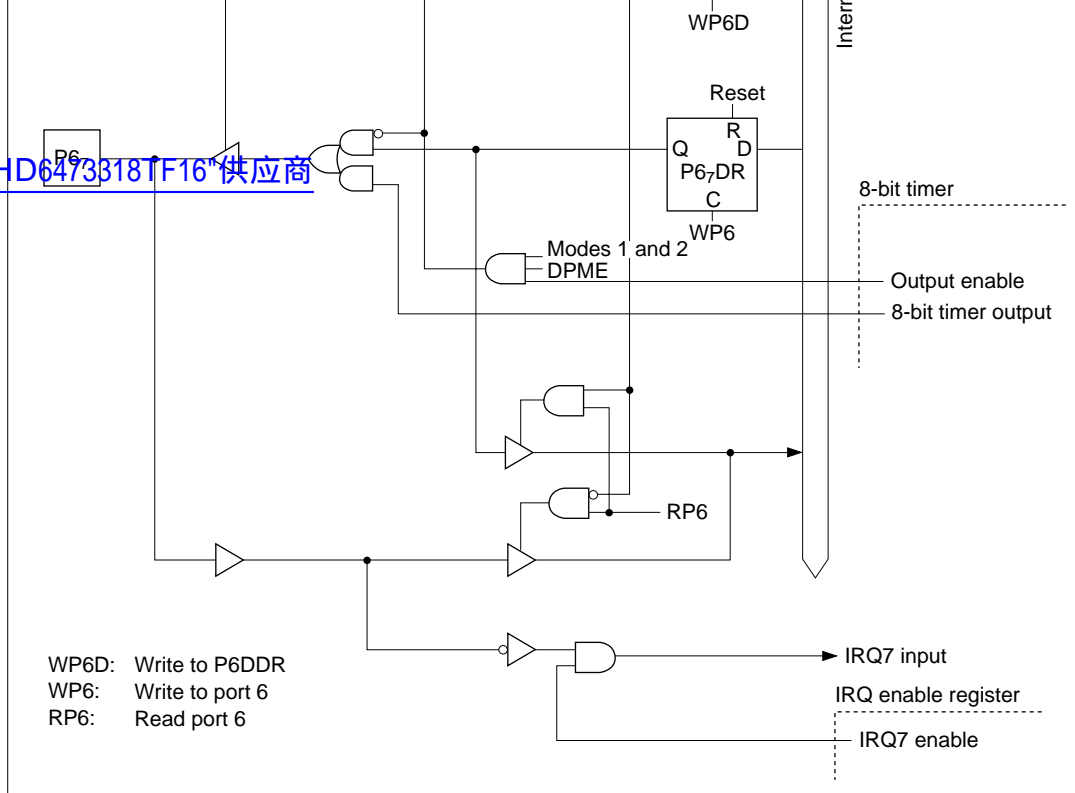 WP6D
Intern
Reset
R
Q
D
P6₇DR
C
WP6
P6₇
HD6473318TF16"供应商
8-bit timer
Modes 1 and 2
DPME
Output enable
8-bit timer output
RP6
IRQ7 input
IRQ enable register
IRQ7 enable
WP6D: Write to P6DDR
WP6: Write to port 6
RP6: Read port 6